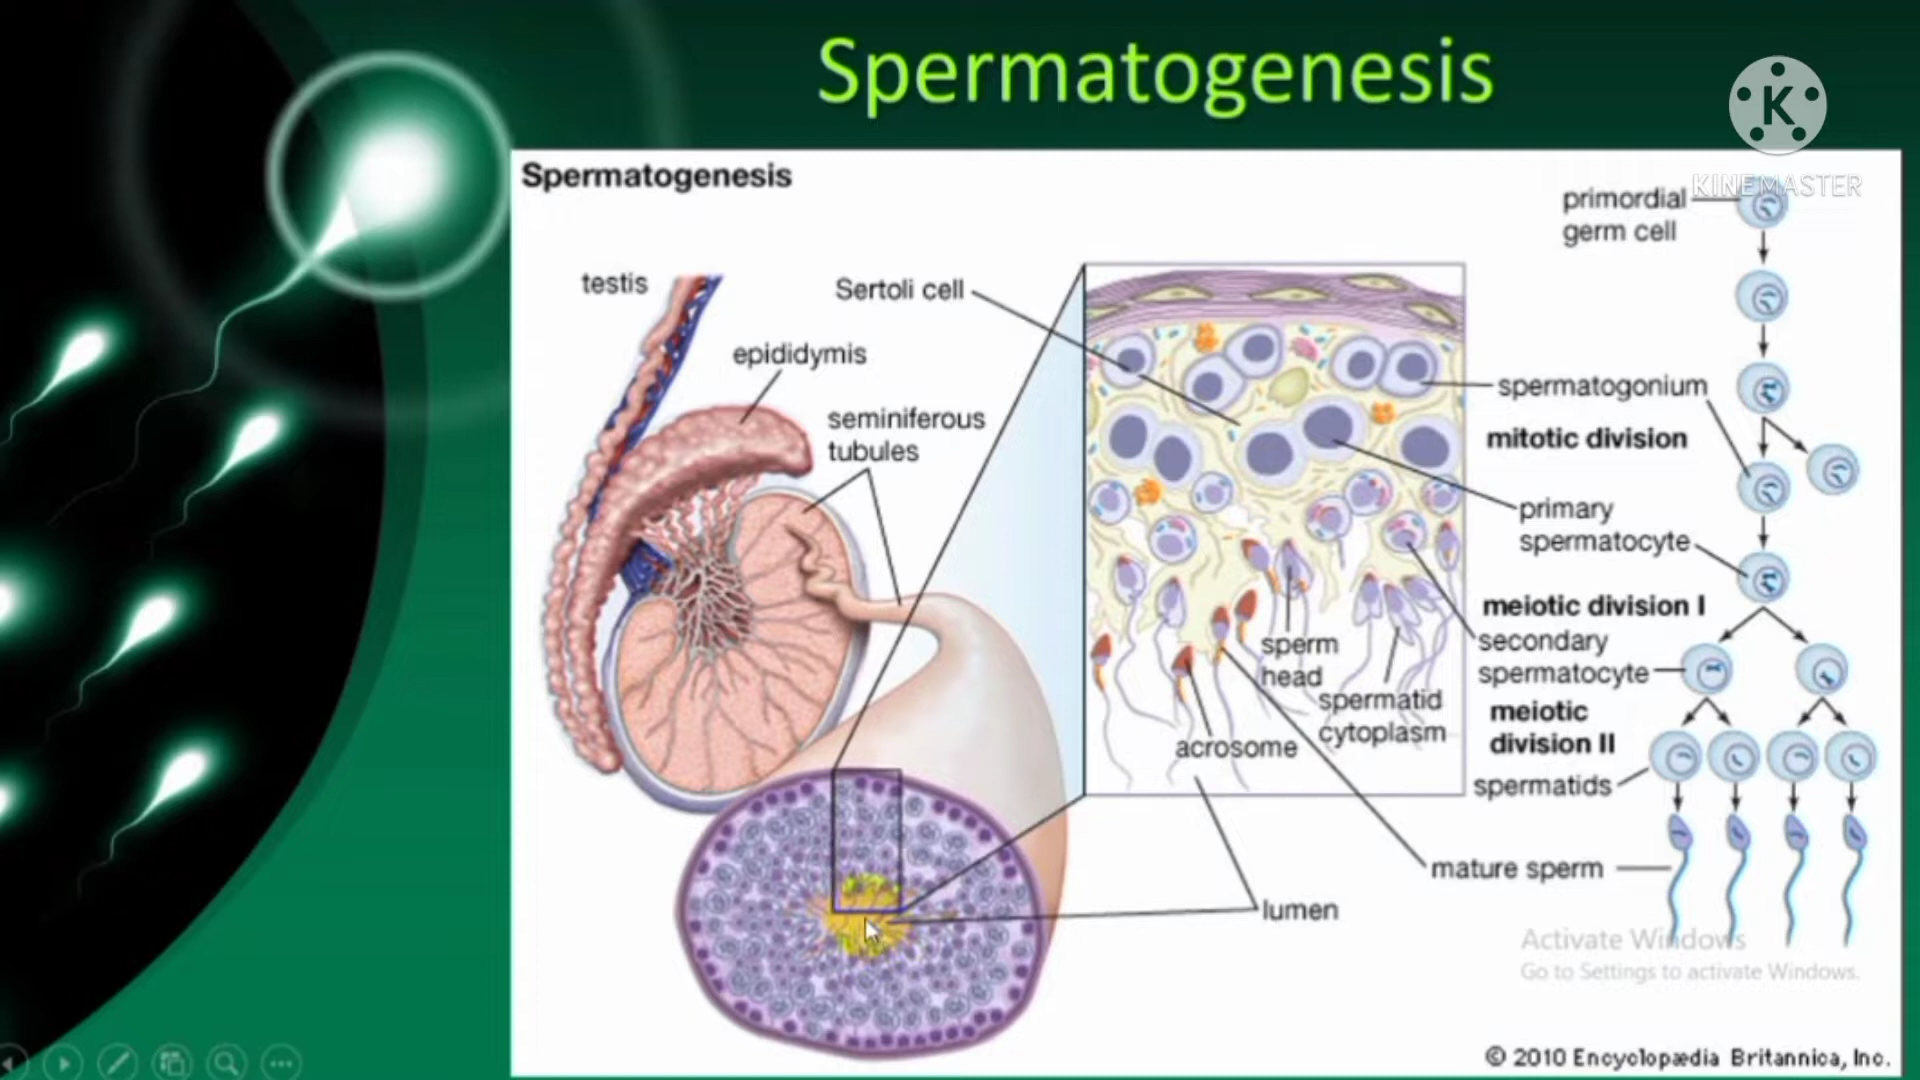 Spermatogenesis
K
KINEMASTER
Spermatogenesis
primordial
germ cell
testis
Sertoli cell
epididymis
seminiferous
tubules
spermatogonium
mitotic division
primary
spermatocyte
meiotic division I
secondary
spermatocyte
sperm
head
spermatid
cytoplasm
meiotic
division II
acrosome
spermatids
mature sperm
lumen
Activate Windows
Go to Settings to activate Windows.
© 2010 Encyclopædia Britannica, Inc.